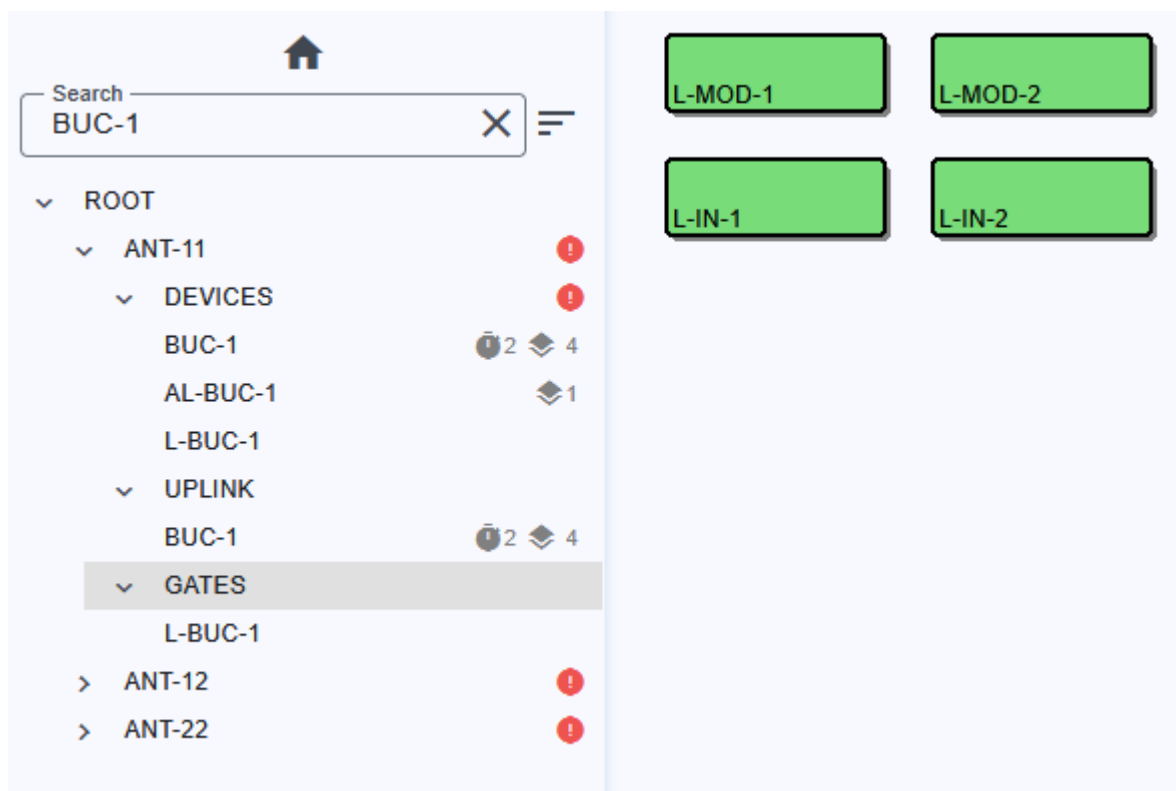 Search
BUC-1
ROOT
ANT-11
DEVICES
BUC-1 2 4
AL-BUC-1 1
L-BUC-1
UPLINK
BUC-1 2 4
GATES
L-BUC-1
ANT-12
ANT-22
L-MOD-1 L-MOD-2
L-IN-1 L-IN-2